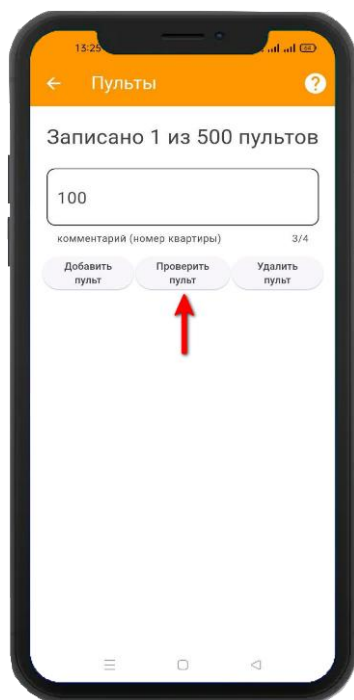 13:25
Пульты
?
Записано 1 из 500 пультов
100
комментарий (номер квартиры) 3/4
Добавить пульт
Проверить пульт
Удалить пульт